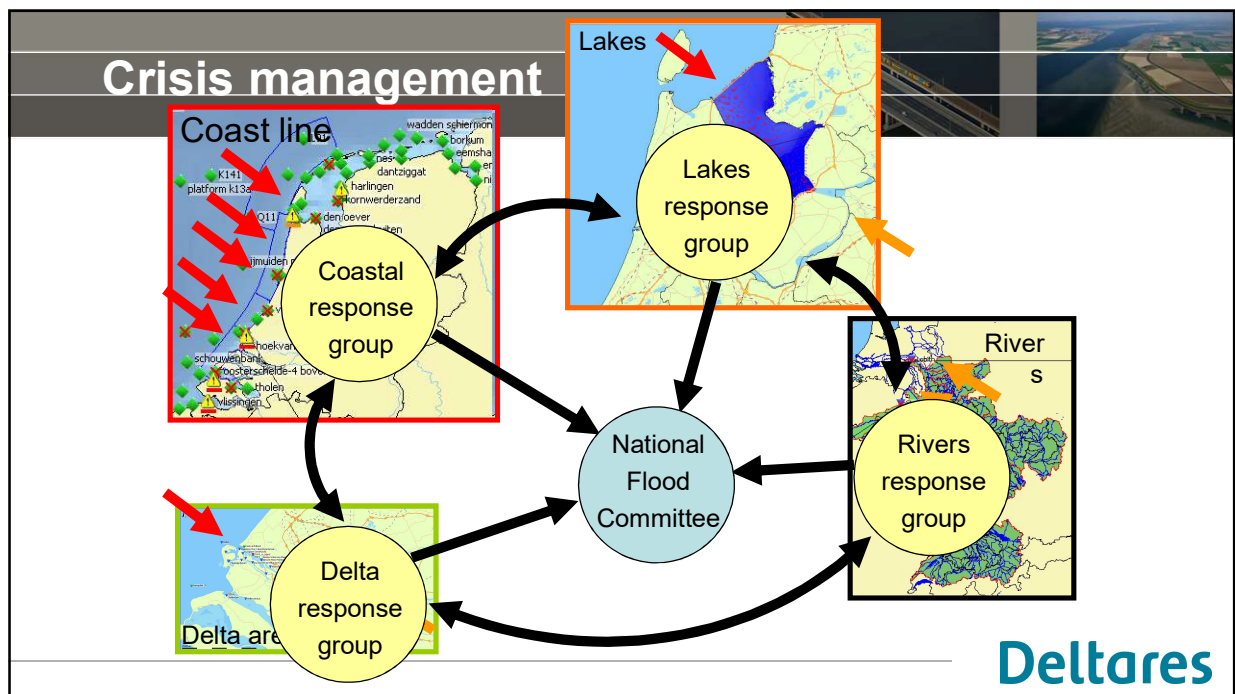 Crisis management
Lakes
Coast line
wadden schiermon
borkum
eemsha
nes
dantziggat
K141
platform k13a
harlingen
kornwerderzand
Q11
den oever
ijmuiden
hoekvan
schouwenbank
oosterschelde-4 bove
tholen
vlissingen
Coastal
response
group
Lakes
response
group
River
s
Rivers
response
group
National
Flood
Committee
Delta
response
group
Delta are
Deltares